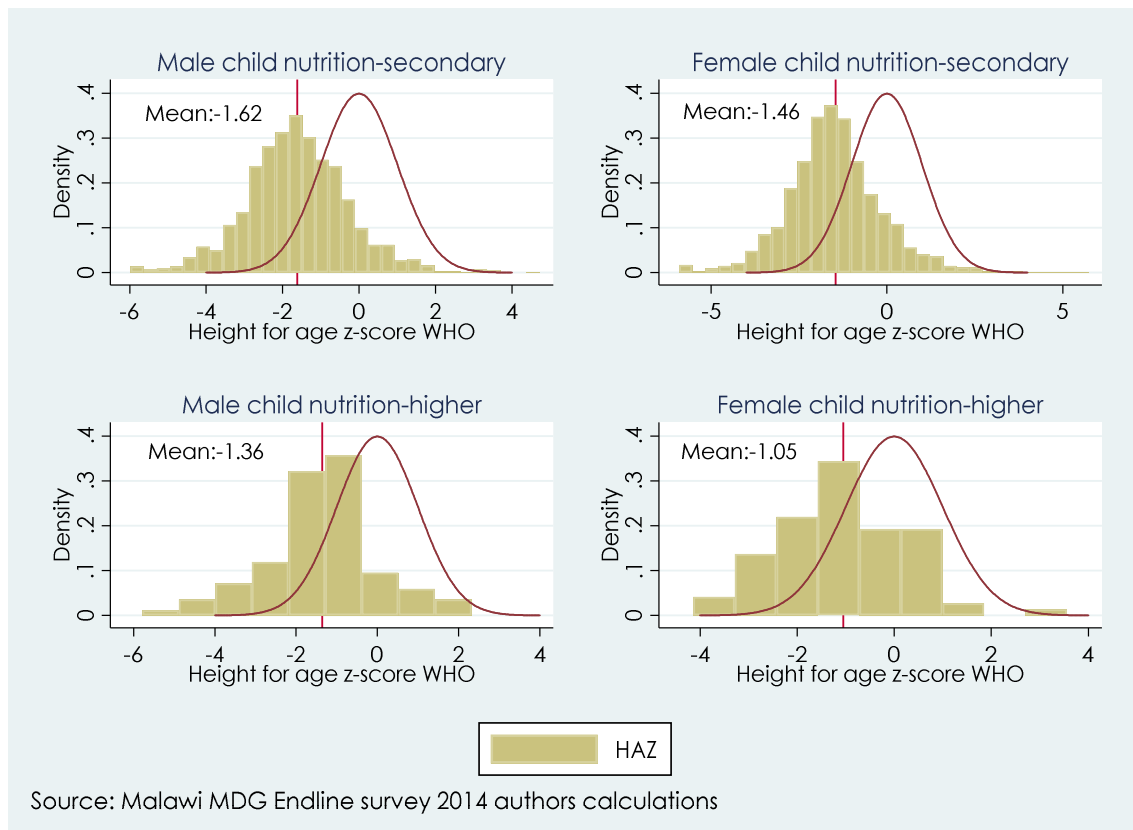 Male child nutrition-secondary
Mean:-1.62
Density
0 .1 .2 .3 .4
-6 -4 -2 0 2 4
Height for age z-score WHO
Female child nutrition-secondary
Mean:-1.46
Density
0 .1 .2 .3 .4
-5 0 5
Height for age z-score WHO
Male child nutrition-higher
Mean:-1.36
Density
0 .1 .2 .3 .4
-6 -4 -2 0 2 4
Height for age z-score WHO
Female child nutrition-higher
Mean:-1.05
Density
0 .1 .2 .3 .4
-4 -2 0 2 4
Height for age z-score WHO
HAZ
Source: Malawi MDG Endline survey 2014 authors calculations